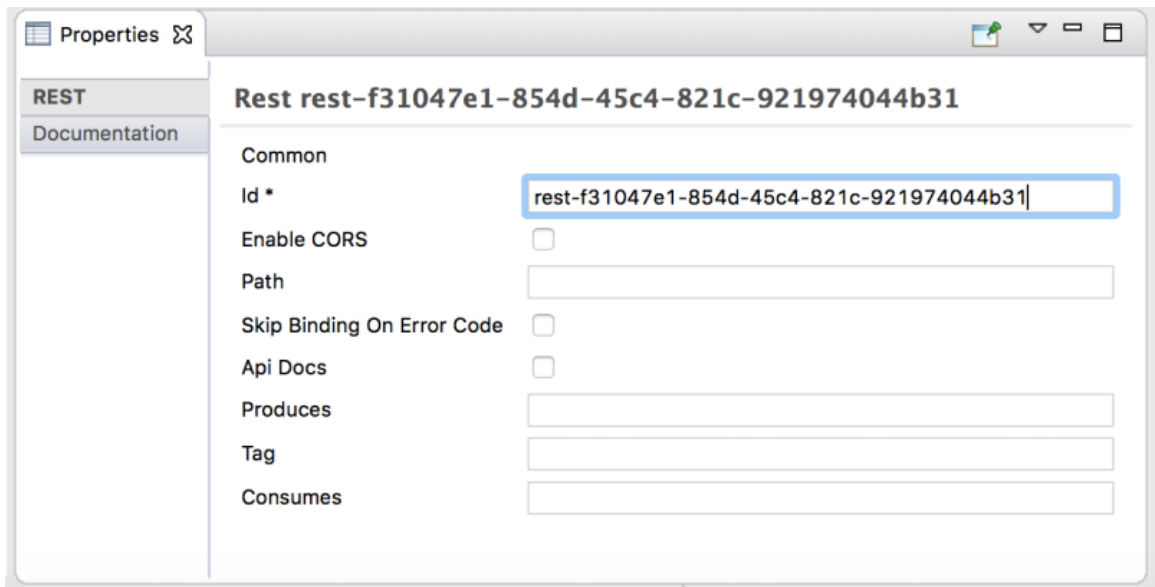 Properties
REST
Documentation
Rest rest-f31047e1-854d-45c4-821c-921974044b31
Common
Id * rest-f31047e1-854d-45c4-821c-921974044b31
Enable CORS
Path
Skip Binding On Error Code
Api Docs
Produces
Tag
Consumes